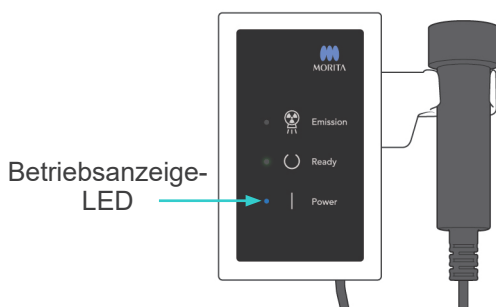 MORITA
Emission
Ready
Betriebsanzeige-
LED
Power